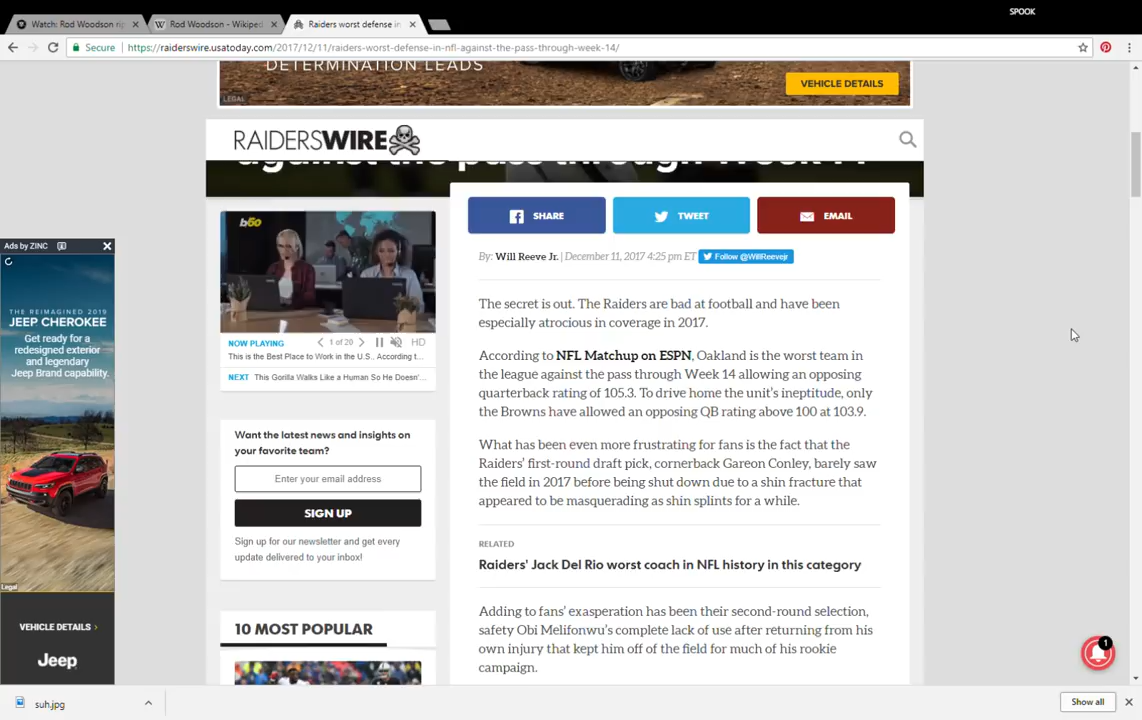 SPOOK
Watch: Rod Woodson rip
Rod Woodson - Wikiped
Raiders worst defense in
Secure
https://raiderswire.usatoday.com/2017/12/11/raiders-worst-defense-in-nfl-against-the-pass-through-week-14/
DETERMINATION LEADS
VEHICLE DETAILS
LEGAL
RAIDERSWIRE
against the pass through Week 14
SHARE
TWEET
EMAIL
By: Will Reeve Jr. | December 11, 2017 4:25 pm ET
Follow @WillReevejr
The secret is out. The Raiders are bad at football and have been
especially atrocious in coverage in 2017.
According to NFL Matchup on ESPN, Oakland is the worst team in
the league against the pass through Week 14 allowing an opposing
quarterback rating of 105.3. To drive home the unit's ineptitude, only
the Browns have allowed an opposing QB rating above 100 at 103.9.
What has been even more frustrating for fans is the fact that the
Raiders' first-round draft pick, cornerback Gareon Conley, barely saw
the field in 2017 before being shut down due to a shin fracture that
appeared to be masquerading as shin splints for a while.
RELATED
Raiders' Jack Del Rio worst coach in NFL history in this category
Adding to fans' exasperation has been their second-round selection,
safety Obi Melifonwu's complete lack of use after returning from his
own injury that kept him off of the field for much of his rookie
campaign.
b60
NOW PLAYING
1 of 20
HD
This is the Best Place to Work in the U.S., According t...
NEXT
This Gorilla Walks Like a Human So He Doesn'...
Want the latest news and insights on
your favorite team?
Enter your email address
SIGN UP
Sign up for our newsletter and get every
update delivered to your inbox!
10 MOST POPULAR
Ads by ZINC
THE REIMAGINED 2019
JEEP CHEROKEE
Get ready for a
redesigned exterior
and legendary
Jeep Brand capability.
Legal
VEHICLE DETAILS >
Jeep
1
suh.jpg
Show all